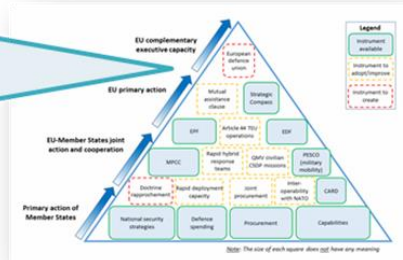 EU complementary
executive capacity
EU primary action
EU-Member States joint
action and cooperation
Primary action of
Member States
European
defence
union
Mutual
assistance
clause
Strategic
Compass
EPF
Article 44 TEU
operations
EDF
MPCC
Rapid hybrid
response
teams
QMV civilian
CSDP missions
PESCO
(military
mobility)
Doctrine
rapprochement
Rapid deployment
capacity
Joint
procurement
Inter-
operability
with NATO
CARD
National security
strategies
Defence
spending
Procurement
Capabilities
Legend
Instrument
available
Instrument to
adopt/improve
Instrument to
create
Note: The size of each square does not have any meaning